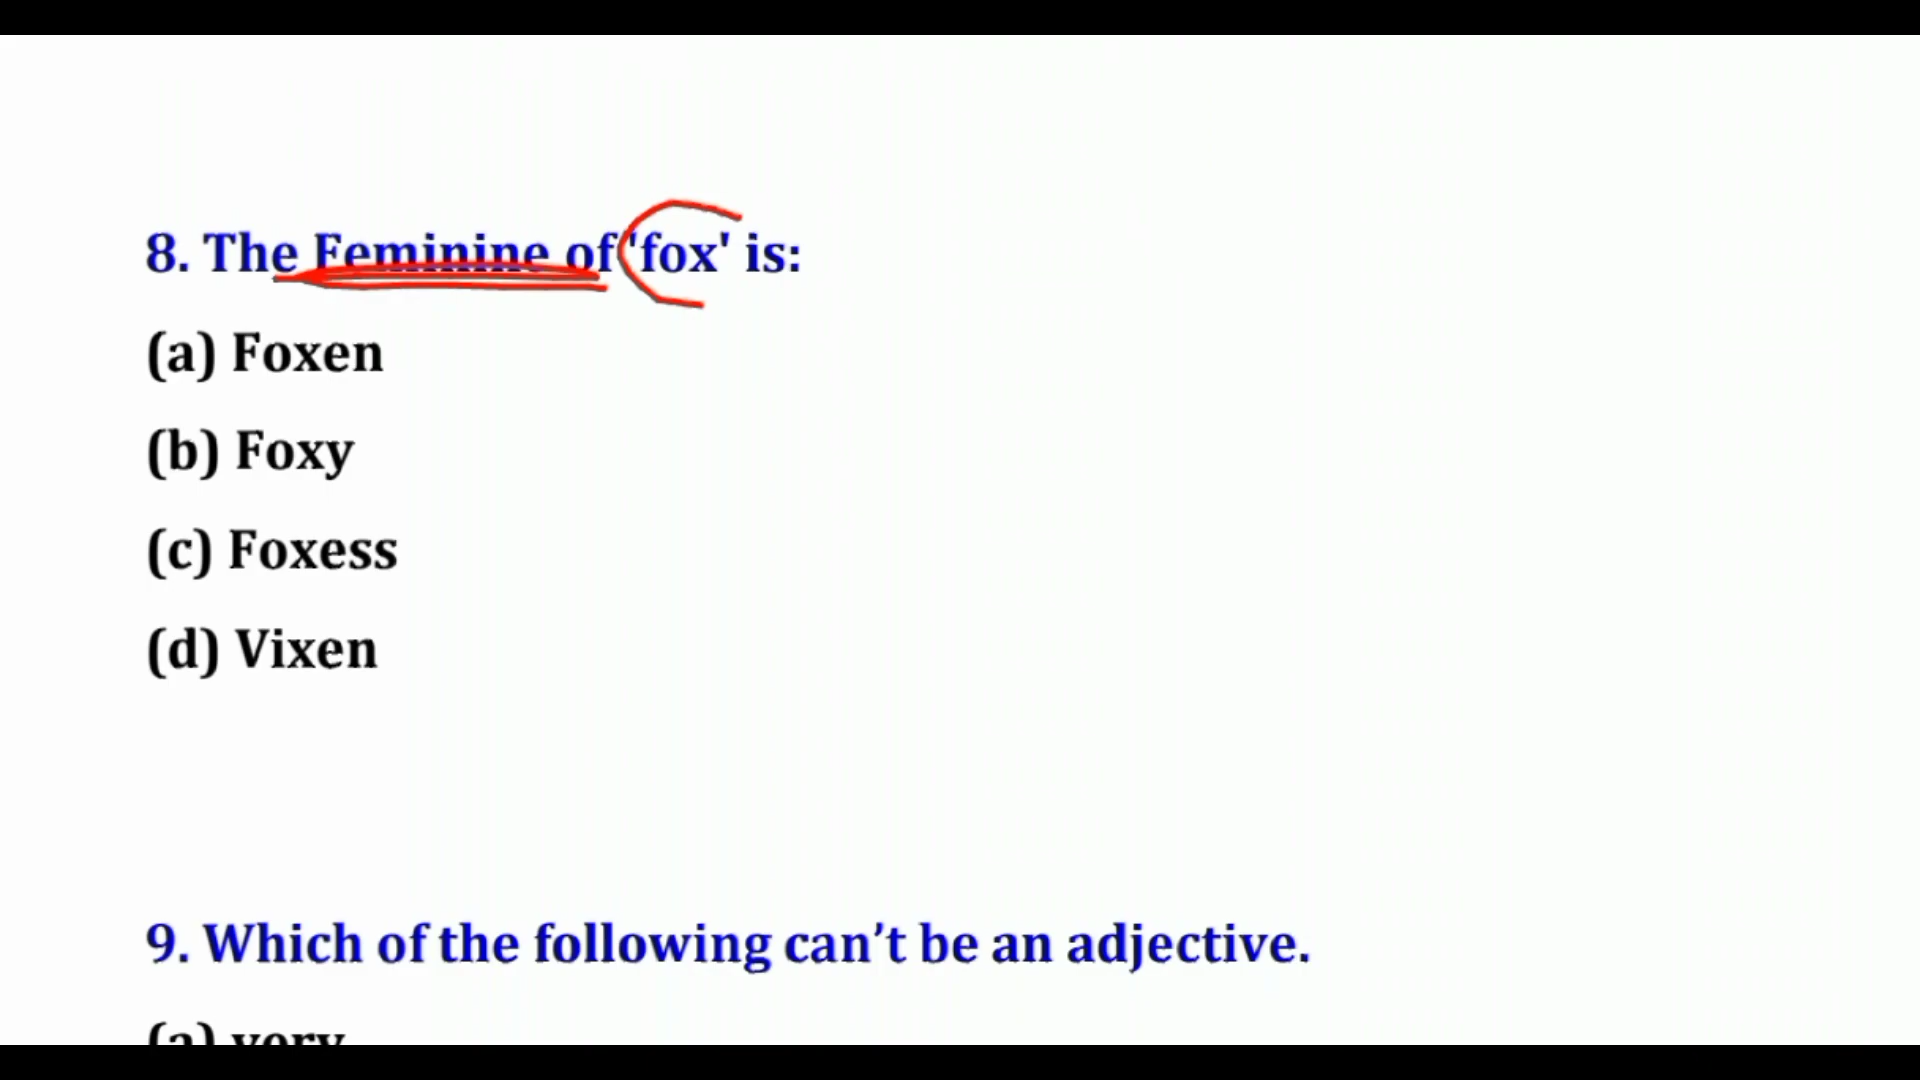 8. The Feminine of 'fox' is:
(a) Foxen
(b) Foxy
(c) Foxess
(d) Vixen
9. Which of the following can’t be an adjective.
(a) very